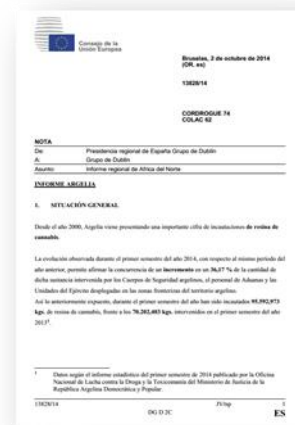 Consejo de la
Unión Europea
Bruselas, 2 de octubre de 2014
(OR. es)
13828/14
CORDROGUE 74
COLAC 62
NOTA
De: Presidencia regional de España Grupo de Dublín
A: Grupo de Dublín
Asunto: Informe regional de África del Norte
INFORME ARGELIA
1. SITUACIÓN GENERAL
Desde el año 2000, Argelia viene presentando una importante cifra de incautaciones de resina de
cannabis.
La evolución observada durante el primer semestre del año 2014, con respecto al mismo periodo del
año anterior, permite afirmar la concurrencia de un incremento en un 36,17 % de la cantidad de
dicha sustancia intervenida por los Cuerpos de Seguridad argelinos, el personal de Aduanas y las
Unidades del Ejército desplegadas en las zonas fronterizas del territorio argelino.
Así lo anteriormente expuesto, durante el primer semestre del año han sido incautados 95.592,973
kgs. de resina de cannabis, frente a los 70.202,403 kgs. intervenidos en el primer semestre del año
2013¹.
¹ Datos según el informe estadístico del primer semestre de 2014 publicado por la Oficina
Nacional de Lucha contra la Droga y la Toxicomanía del Ministerio de Justicia de la
República Argelina Democrática y Popular.
13828/14 1
DG D 2C ES